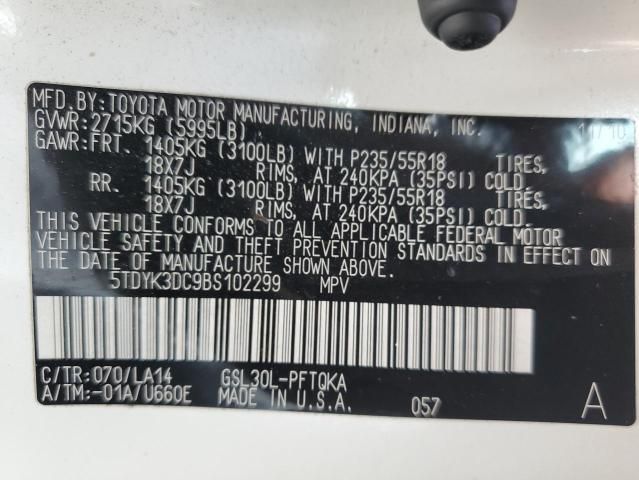 MFD.BY:TOYOTA MOTOR MANUFACTURING, INDIANA, INC. 11/10
GVWR:2715KG (5995LB)
GAWR:FRT. 1405KG (3100LB) WITH P235/55R18 TIRES,
18X7J RIMS, AT 240KPA (35PSI) COLD.
RR. 1405KG (3100LB) WITH P235/55R18 TIRES,
18X7J RIMS, AT 240KPA (35PSI) COLD.
THIS VEHICLE CONFORMS TO ALL APPLICABLE FEDERAL MOTOR
VEHICLE SAFETY AND THEFT PREVENTION STANDARDS IN EFFECT ON
THE DATE OF MANUFACTURE SHOWN ABOVE.
5TDYK3DC9BS102299 MPV
C/TR:070/LA14 GSL30L-PFTQKA
A/TM:-01A/U660E MADE IN U.S.A. 057 A